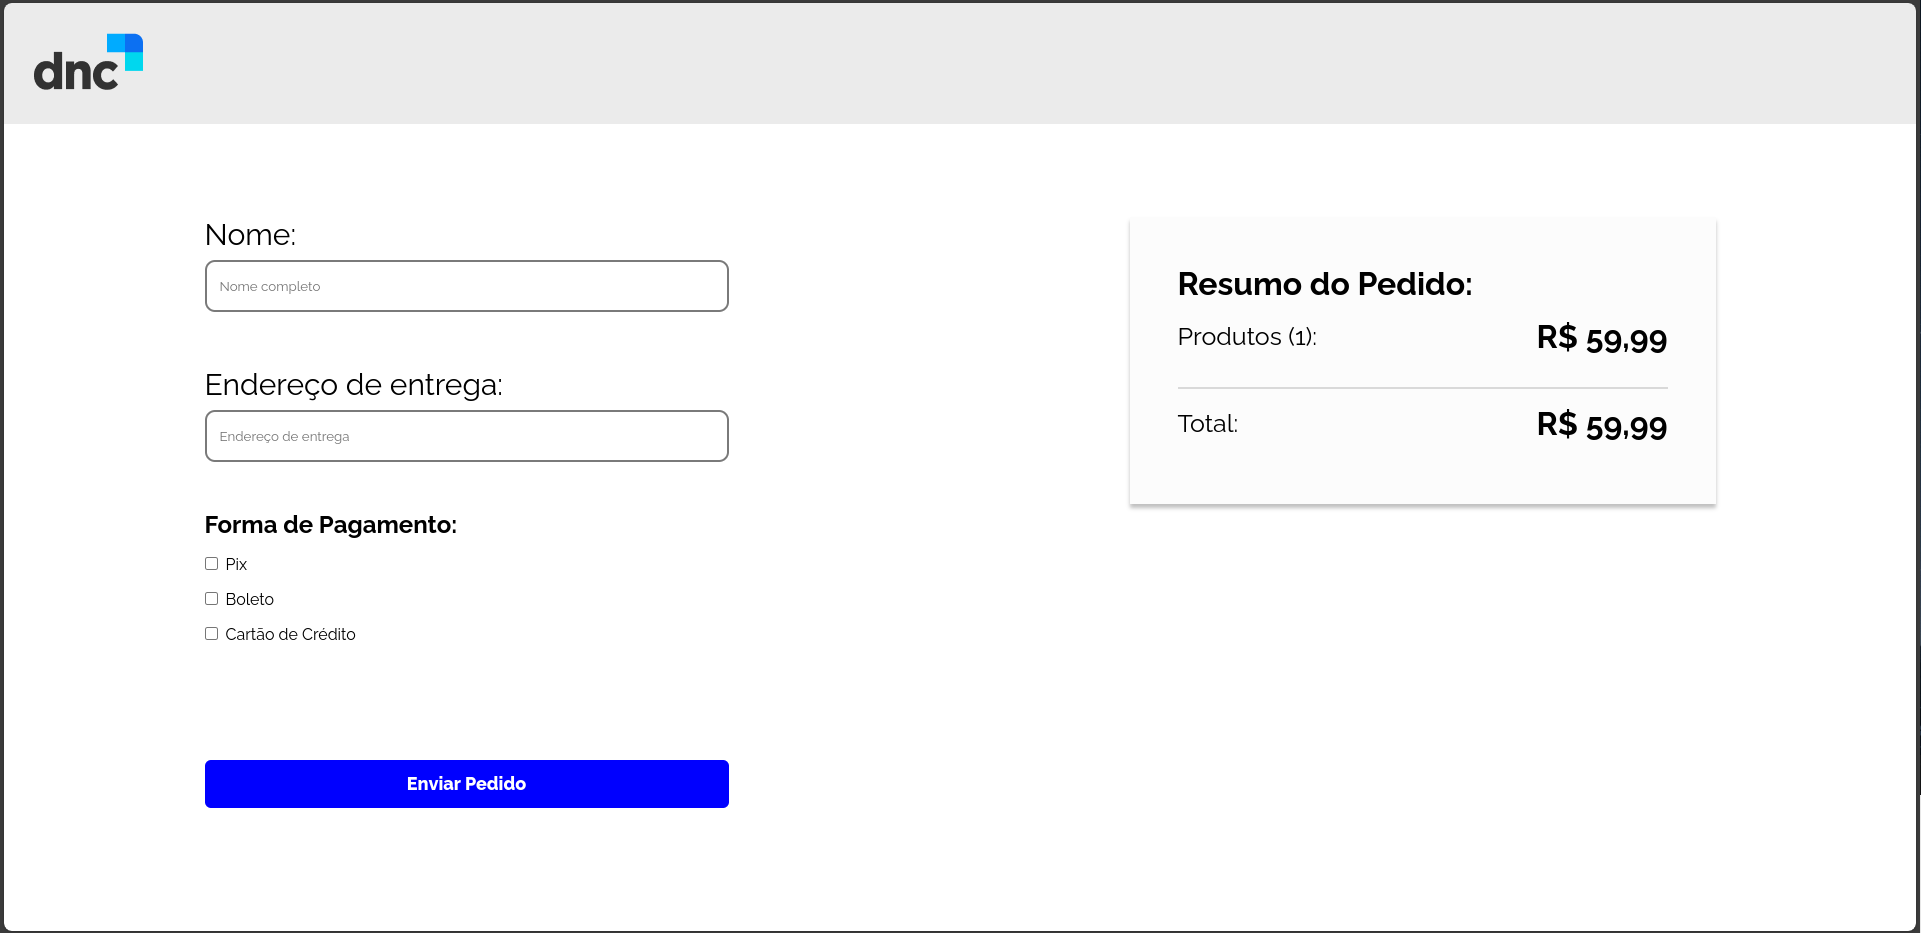 dnc
Nome:
Nome completo
Endereço de entrega:
Endereço de entrega
Forma de Pagamento:
Pix
Boleto
Cartão de Crédito
Enviar Pedido
Resumo do Pedido:
Produtos (1): R$ 59,99
Total: R$ 59,99